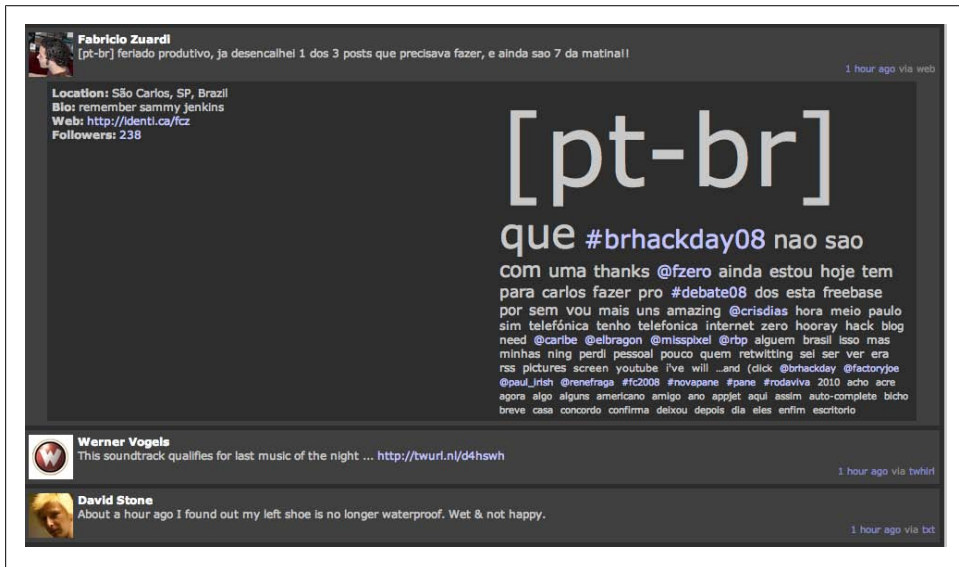 Fabricio Zuardi
[pt-br] feriado produtivo, ja desencalhei 1 dos 3 posts que precisava fazer, e ainda sao 7 da matina!!
1 hour ago via web
Location: São Carlos, SP, Brazil
Bio: remember sammy jenkins
Web: http://identi.ca/fcz
Followers: 238
[pt-br]
que #brhackday08 nao sao
com uma thanks @fzero ainda estou hoje tem
para carlos fazer pro #debate08 dos esta freebase
por sem vou mais uns amazing @crisdias hora meio paulo
sim telefónica tenho telefonica internet zero hooray hack blog
need @caribe @elbragon @misspixel @rbp alguem brasil isso mas
minhas ning perdi pessoal pouco quem retwitting sei ser ver era
rss pictures screen youtube i've will ...and (click @brhackday @factoryjoe
@paul_irish @renefraga #fc2008 #novapane #pane #rodaviva 2010 acho acre
agora algo alguns americano amigo ano appjet aqui assim auto-complete bicho
breve casa concordo confirma deixou depois dia eles enfim escritorio
Werner Vogels
This soundtrack qualifies for last music of the night ... http://twurl.nl/d4hswh
1 hour ago via twhirl
David Stone
About a hour ago I found out my left shoe is no longer waterproof. Wet & not happy.
1 hour ago via txt